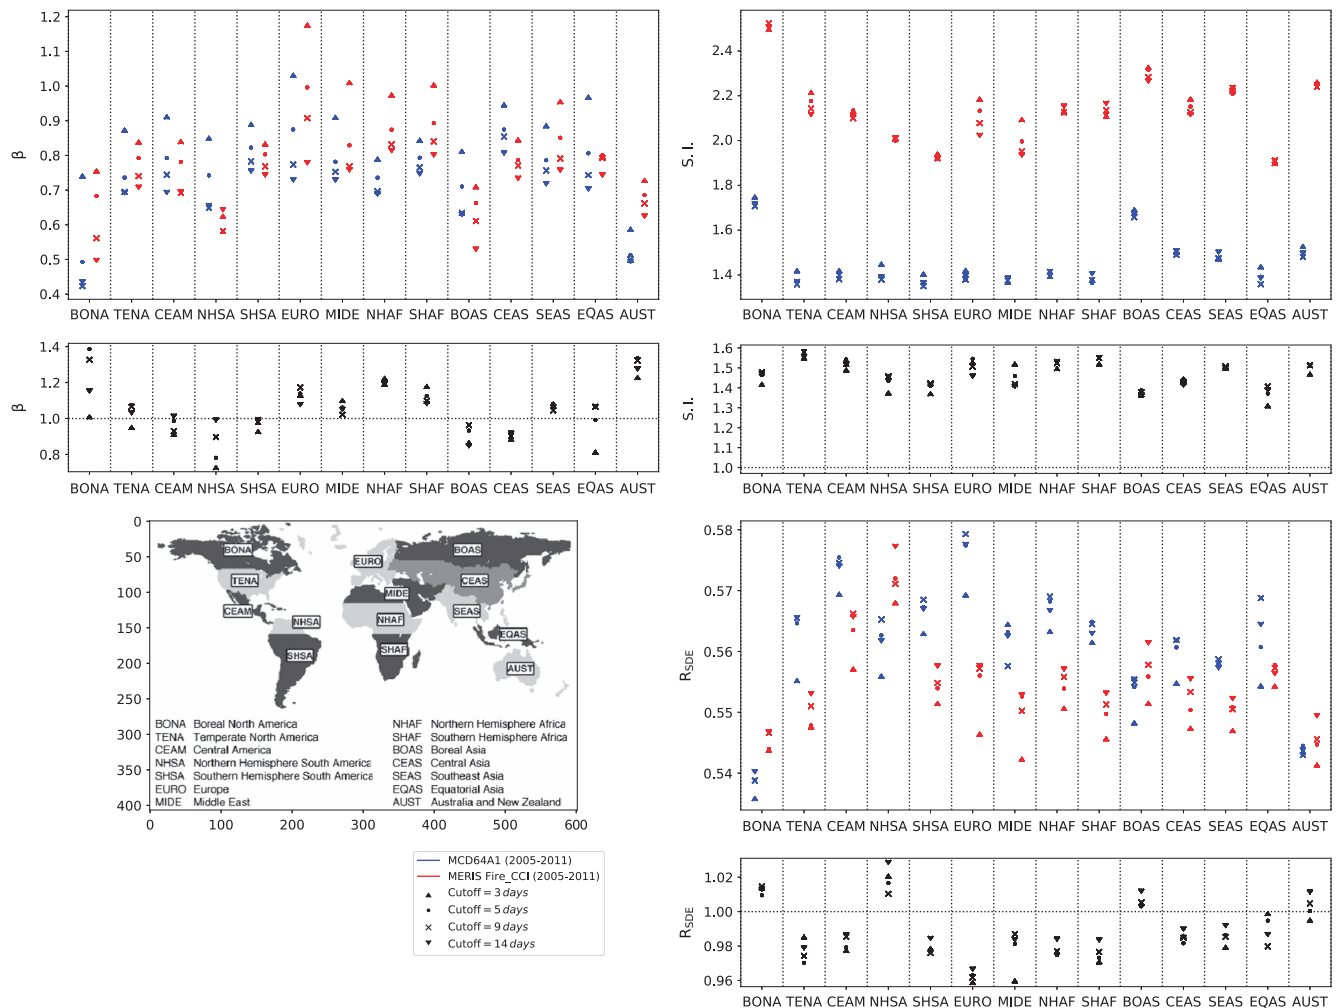 1.2
1.1
1.0
0.9
0.8
0.7
0.6
0.5
0.4
β
BONA TENA CEAM NHSA SHSA EURO MIDE NHAF SHAF BOAS CEAS SEAS EQAS AUST
1.4
1.2
1.0
0.8
β
BONA TENA CEAM NHSA SHSA EURO MIDE NHAF SHAF BOAS CEAS SEAS EQAS AUST
2.4
2.2
2.0
1.8
1.6
1.4
S.I.
BONA TENA CEAM NHSA SHSA EURO MIDE NHAF SHAF BOAS CEAS SEAS EQAS AUST
1.6
1.5
1.4
1.3
1.2
1.1
1.0
S.I.
BONA TENA CEAM NHSA SHSA EURO MIDE NHAF SHAF BOAS CEAS SEAS EQAS AUST
0
50
100
150
200
250
300
350
400
BONA
BOAS
EURO
TENA
CEAS
MIDE
CEAM
SEAS
NHSA
NHAF
EQAS
SHSA
SHAF
AUST
BONA Boreal North America
TENA Temperate North America
CEAM Central America
NHSA Northern Hemisphere South America
SHSA Southern Hemisphere South America
EURO Europe
MIDE Middle East
NHAF Northern Hemisphere Africa
SHAF Southern Hemisphere Africa
BOAS Boreal Asia
CEAS Central Asia
SEAS Southeast Asia
EQAS Equatorial Asia
AUST Australia and New Zealand
0 100 200 300 400 500 600
MCD64A1 (2005-2011)
MERIS Fire_CCI (2005-2011)
Cutoff = 3 days
Cutoff = 5 days
Cutoff = 9 days
Cutoff = 14 days
0.58
0.57
0.56
0.55
0.54
RSDE
BONA TENA CEAM NHSA SHSA EURO MIDE NHAF SHAF BOAS CEAS SEAS EQAS AUST
1.02
1.00
0.98
0.96
RSDE
BONA TENA CEAM NHSA SHSA EURO MIDE NHAF SHAF BOAS CEAS SEAS EQAS AUST